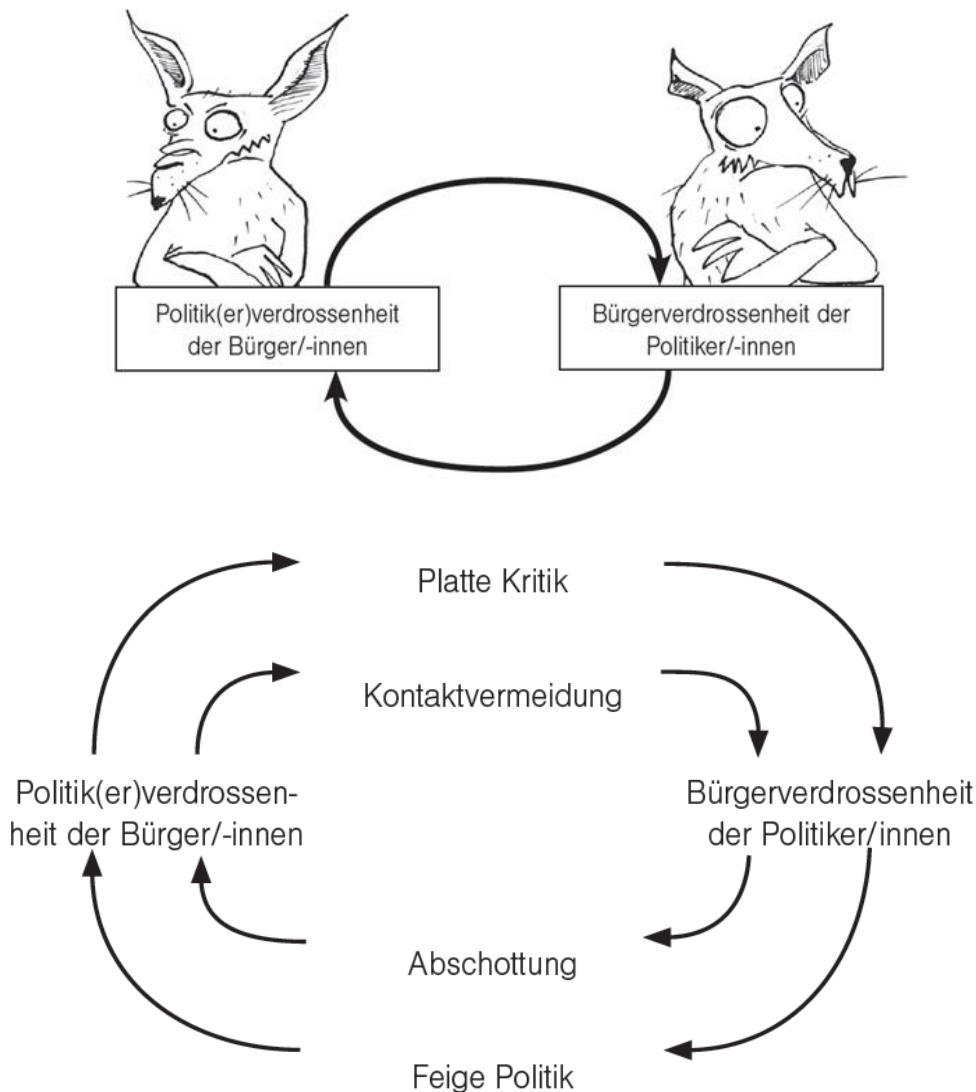 Politik(er)verdrossenheit
der Bürger/-innen
Bürgerverdrossenheit der
Politiker/-innen
Platte Kritik
Kontaktvermeidung
Politik(er)verdrossen-
heit der Bürger/-innen
Bürgerverdrossenheit
der Politiker/innen
Abschottung
Feige Politik